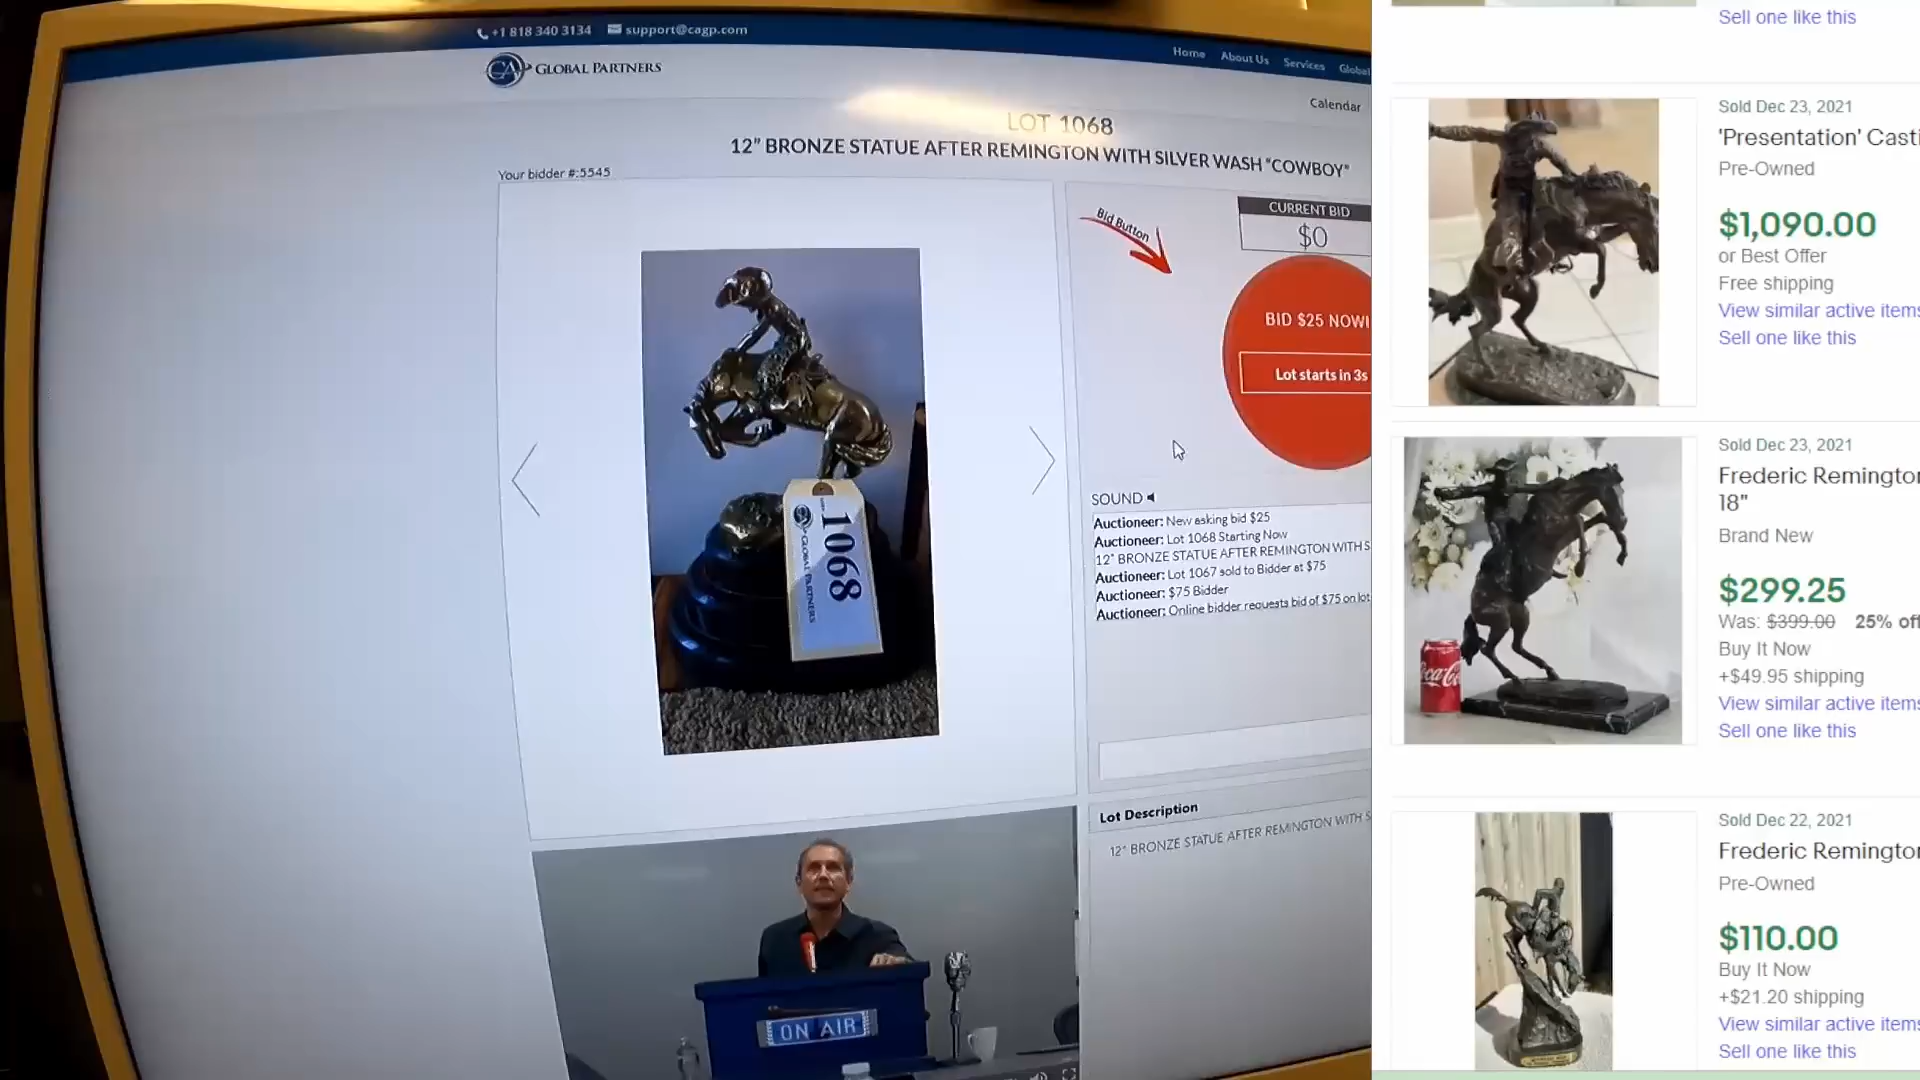 +1 818 340 3134 support@cagp.com
Home About Us Services Global
CA GLOBAL PARTNERS
Calendar
LOT 1068
12" BRONZE STATUE AFTER REMINGTON WITH SILVER WASH "COWBOY"
Your bidder #:5545
Bid Button
CURRENT BID
$0
BID $25 NOW!
Lot starts in 3s
1068
GLOBAL PARTNERS
SOUND
Auctioneer: New asking bid $25
Auctioneer: Lot 1068 Starting Now
12" BRONZE STATUE AFTER REMINGTON WITH S
Auctioneer: Lot 1067 sold to Bidder at $75
Auctioneer: $75 Bidder
Auctioneer: Online bidder requests bid of $75 on lot
Lot Description
12" BRONZE STATUE AFTER REMINGTON WITH S
ON AIR
Sell one like this
Sold Dec 23, 2021
'Presentation' Casti
Pre-Owned
$1,090.00
or Best Offer
Free shipping
View similar active items
Sell one like this
Sold Dec 23, 2021
Frederic Remington
18"
Brand New
$299.25
Was: $399.00 25% off
Buy It Now
+$49.95 shipping
View similar active items
Sell one like this
Coca-Co
Sold Dec 22, 2021
Frederic Remington
Pre-Owned
$110.00
Buy It Now
+$21.20 shipping
View similar active items
Sell one like this